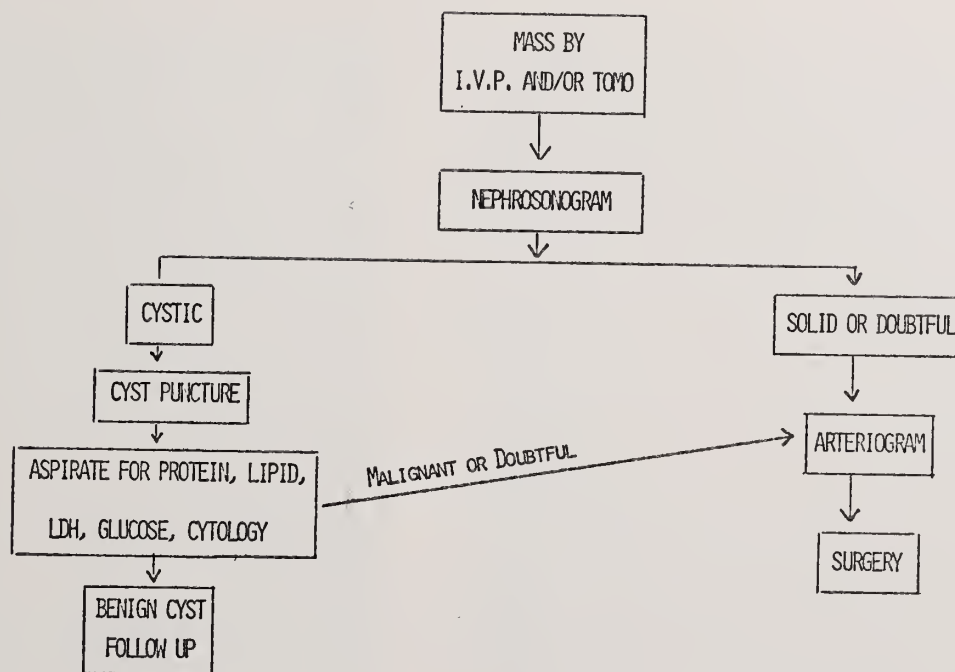 MASS BY
I.V.P. AND/OR TOMO
NEPHROSONOGRAM
CYSTIC
SOLID OR DOUBTFUL
CYST PUNCTURE
ARTERIOGRAM
ASPIRATE FOR PROTEIN, LIPID,
LDH, GLUCOSE, CYTOLOGY
MALIGNANT OR DOUBTFUL
SURGERY
BENIGN CYST
FOLLOW UP